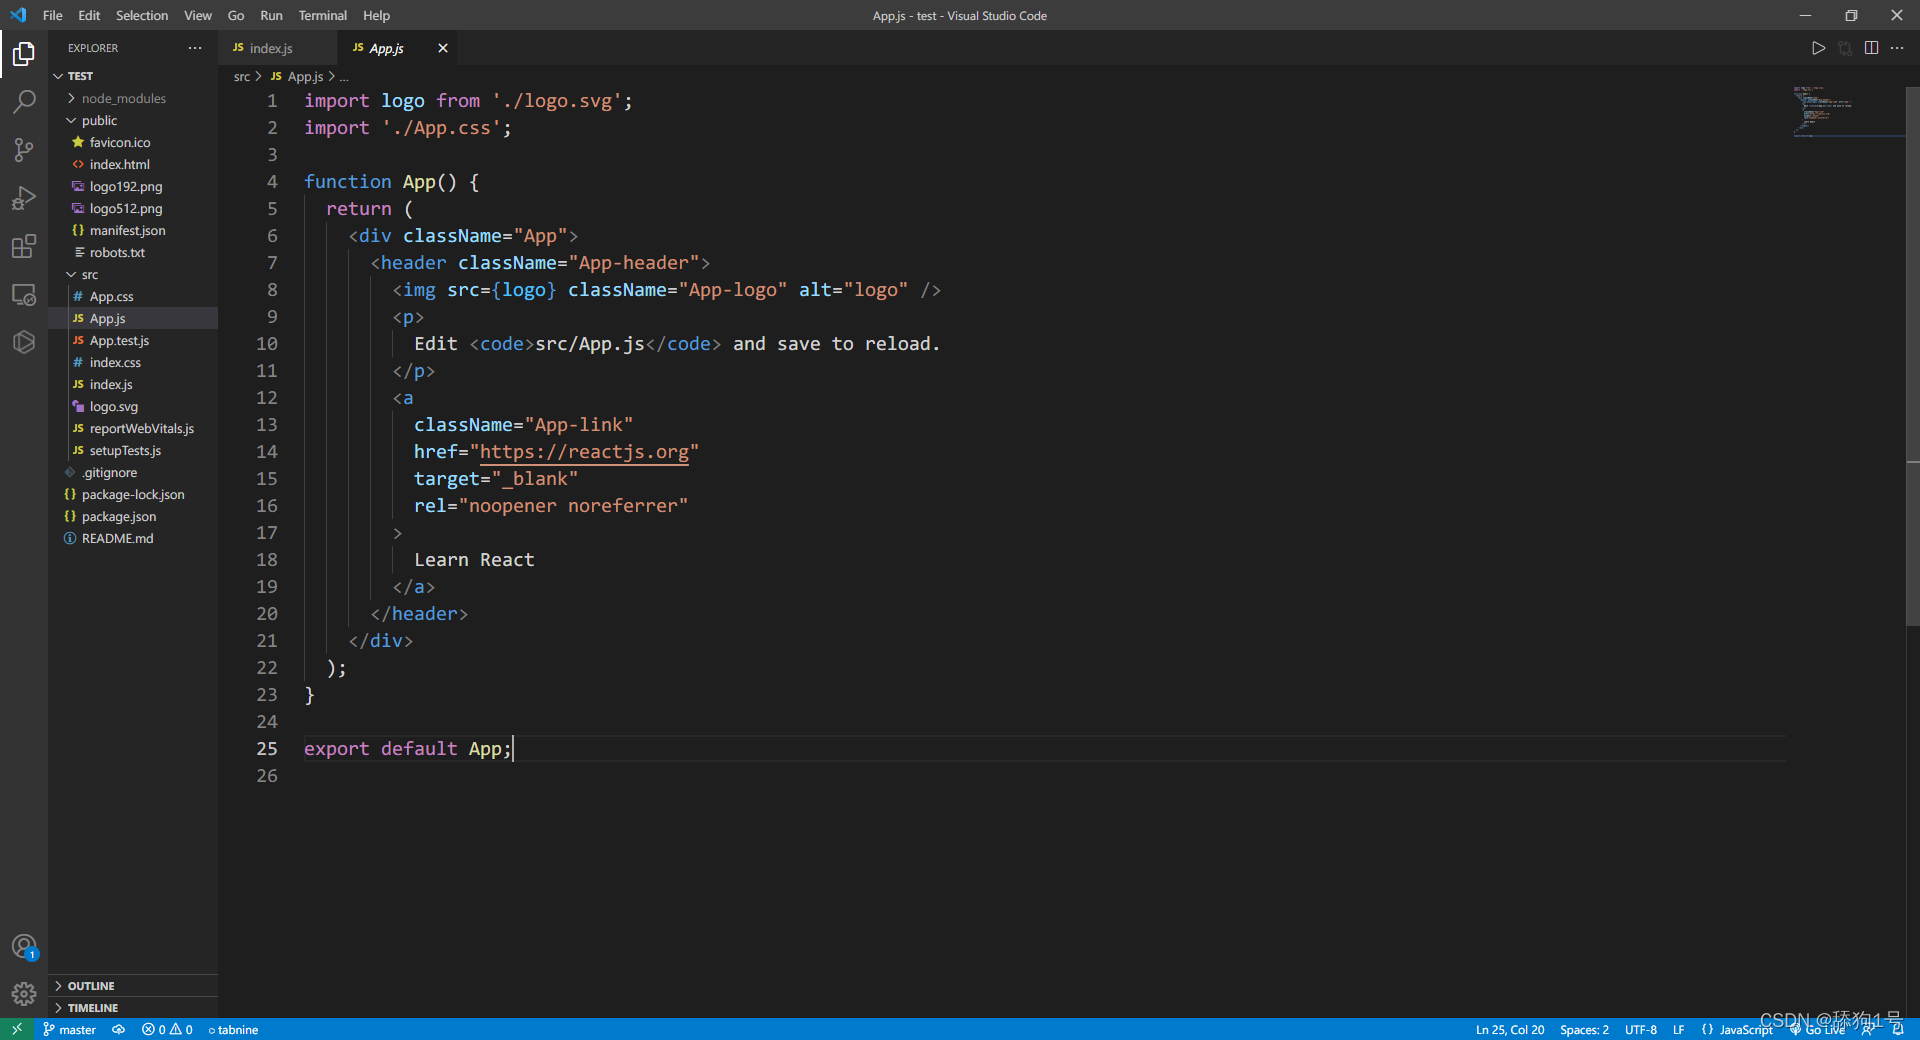 File Edit Selection View Go Run Terminal Help
App.js - test - Visual Studio Code
EXPLORER
TEST
node_modules
public
favicon.ico
index.html
logo192.png
logo512.png
manifest.json
robots.txt
src
App.css
App.js
App.test.js
index.css
index.js
logo.svg
reportWebVitals.js
setupTests.js
.gitignore
package-lock.json
package.json
README.md
OUTLINE
TIMELINE
JS index.js
JS App.js
src > JS App.js > ...
1 import logo from './logo.svg';
2 import './App.css';
3
4 function App() {
5 return (
6 <div className="App">
7 <header className="App-header">
8 <img src={logo} className="App-logo" alt="logo" />
9 <p>
10 Edit <code>src/App.js</code> and save to reload.
11 </p>
12 <a
13 className="App-link"
14 href="https://reactjs.org"
15 target="_blank"
16 rel="noopener noreferrer"
17 >
18 Learn React
19 </a>
20 </header>
21 </div>
22 );
23 }
24
25 export default App;
26
1
master 0 0 tabnine
Ln 25, Col 20 Spaces: 2 UTF-8 LF { } JavaScript Go Live
CSDN @舔狗1号